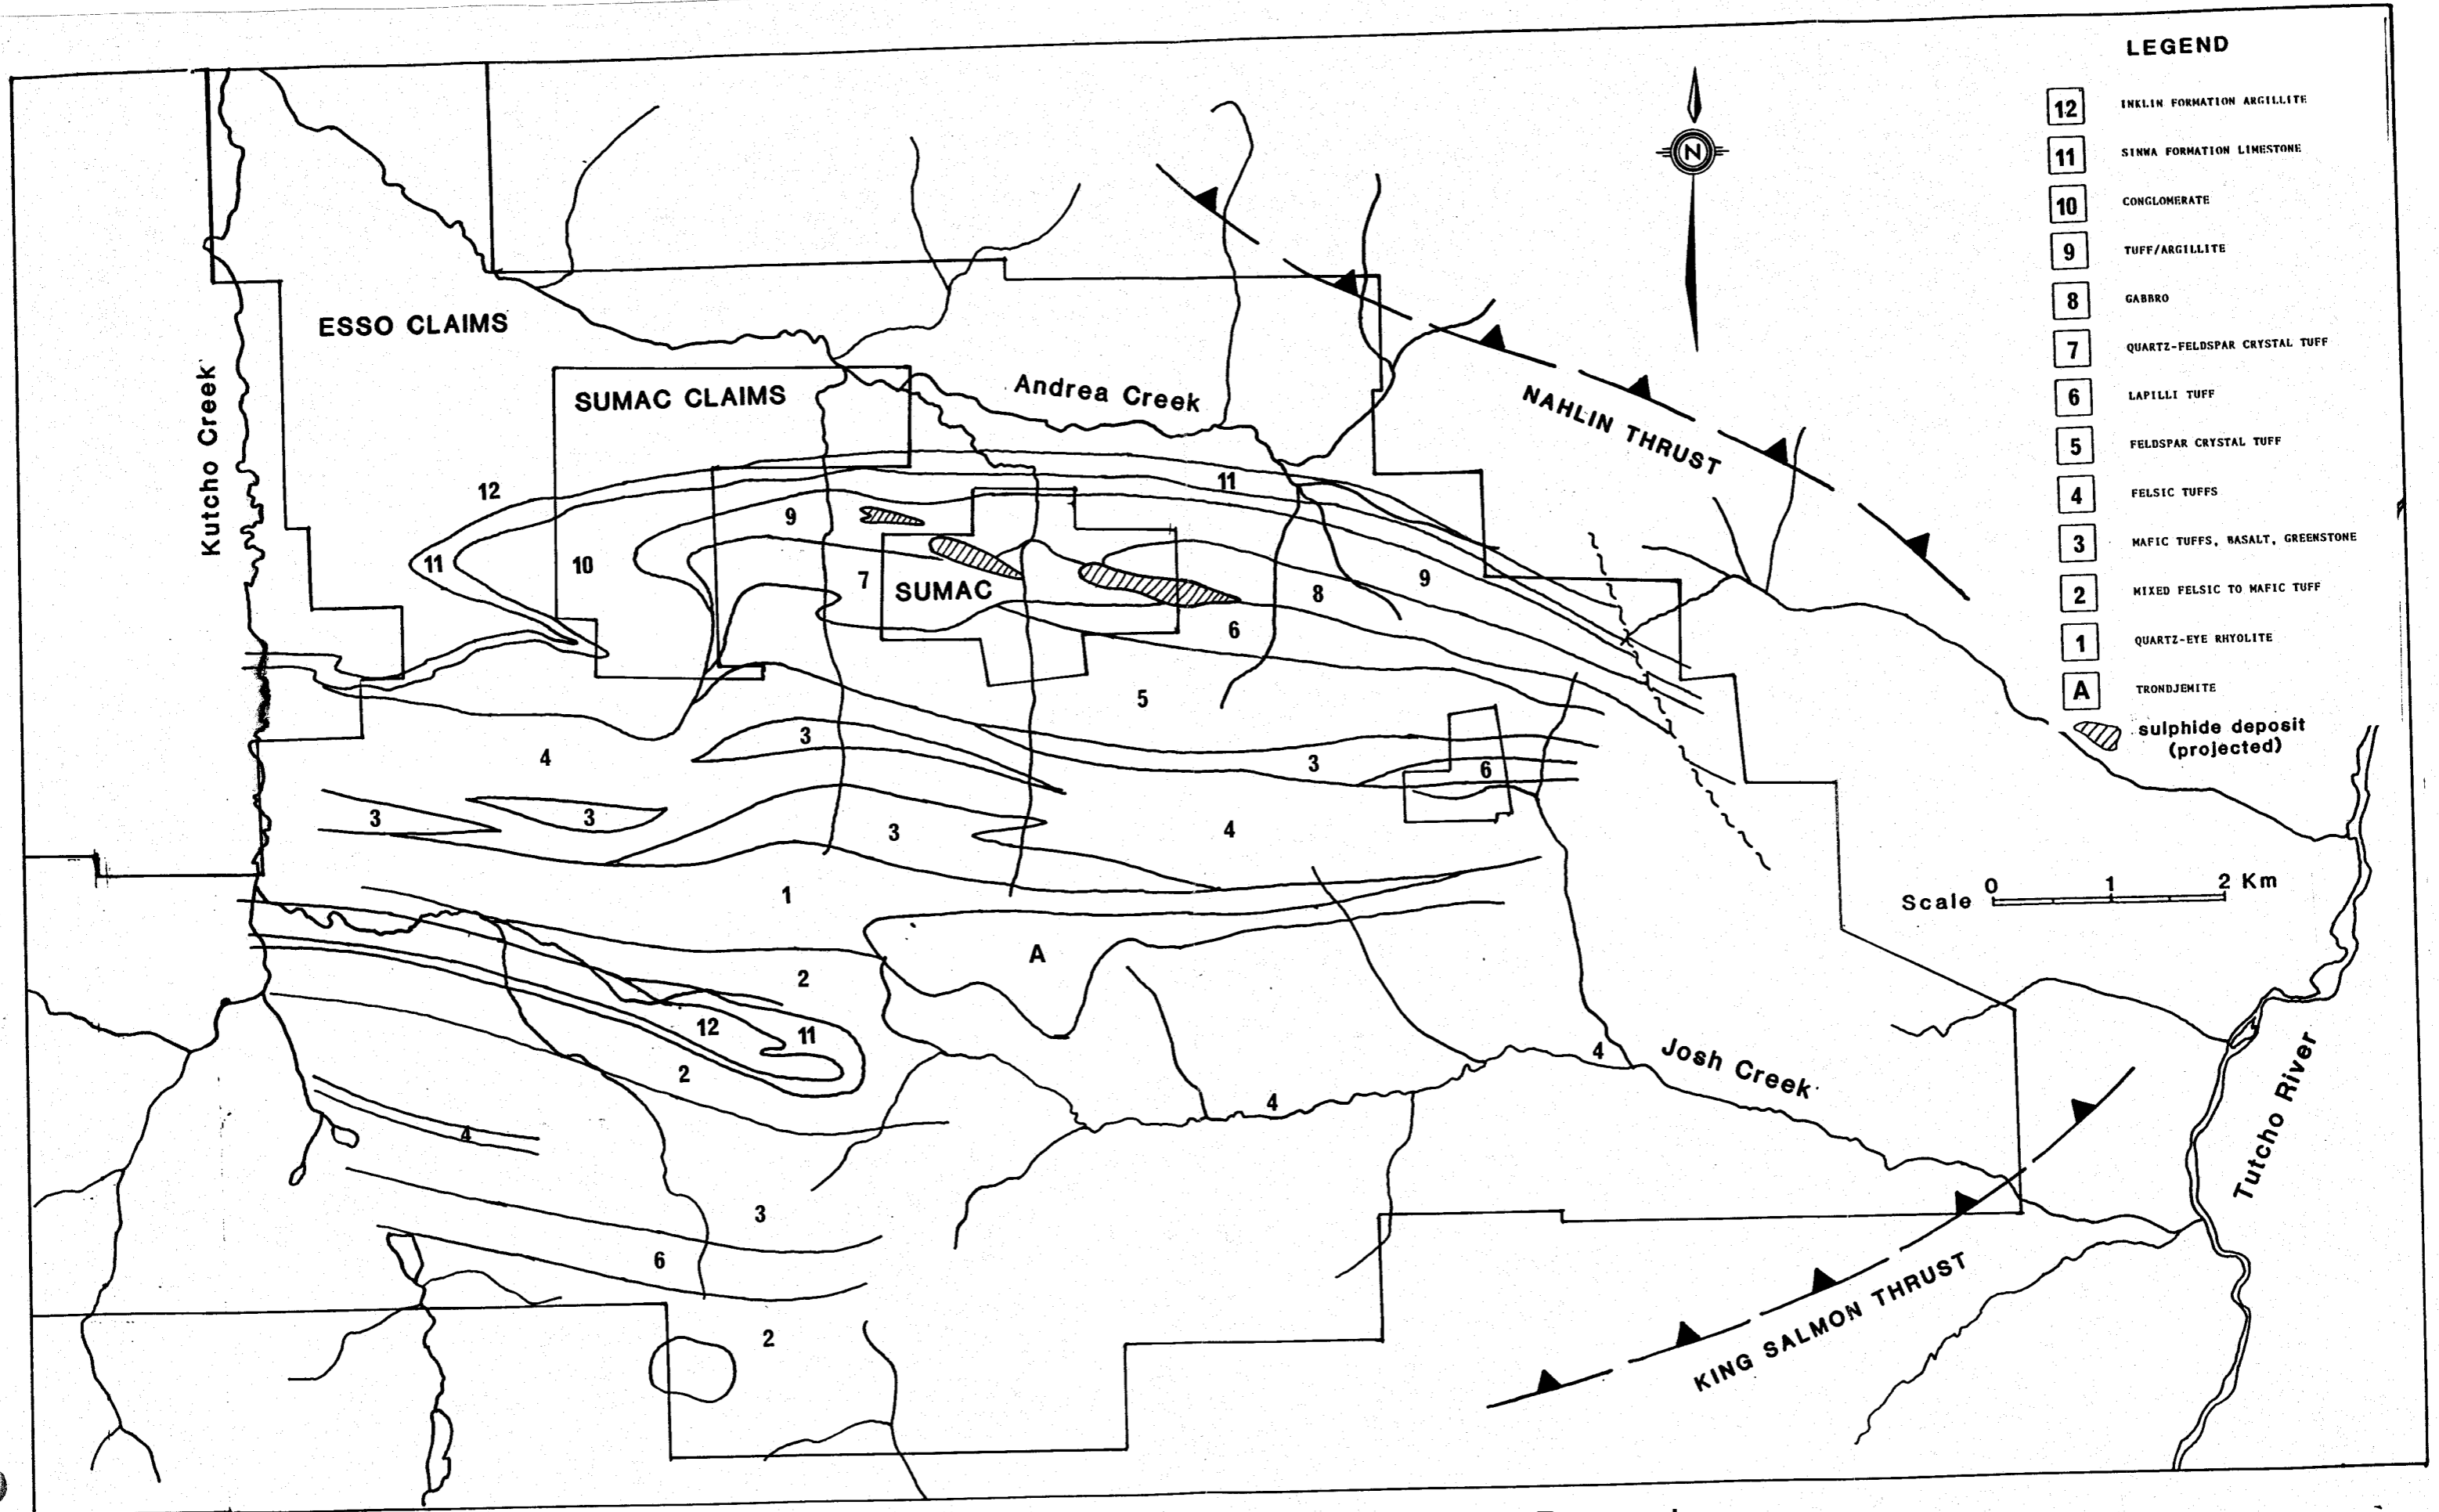 LEGEND
12 INKLIN FORMATION ARGILLITE
11 SINWA FORMATION LIMESTONE
10 CONGLOMERATE
9 TUFF/ARGILLITE
8 GABBRO
7 QUARTZ-FELDSPAR CRYSTAL TUFF
6 LAPILLI TUFF
5 FELDSPAR CRYSTAL TUFF
4 FELSIC TUFFS
3 MAFIC TUFFS, BASALT, GREENSTONE
2 MIXED FELSIC TO MAFIC TUFF
1 QUARTZ-EYE RHYOLITE
A TRONDJEMITE
sulphide deposit
(projected)
N
ESSO CLAIMS
SUMAC CLAIMS
Andrea Creek
NAHLIN THRUST
Kutcho Creek
12
11
9
11
10
7
SUMAC
8
9
6
5
3
4
3
6
3
3
3
4
1
Scale 0 1 2 Km
A
2
12
11
2
4
Josh Creek
4
4
Tutcho River
3
6
KING SALMON THRUST
2